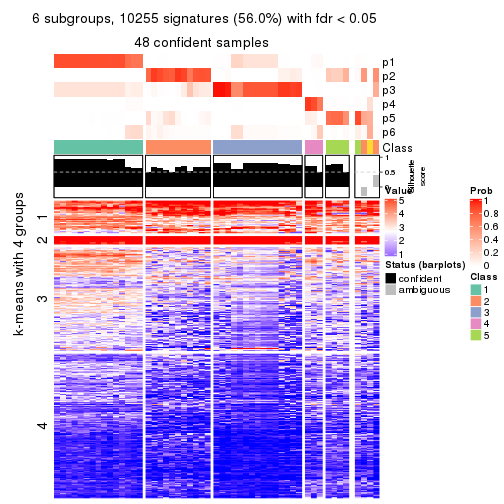 6 subgroups, 10255 signatures (56.0%) with fdr < 0.05
48 confident samples
p1
p2
p3
p4
p5
p6
Class
1
0.5
0
Silhouette
score
k-means with 4 groups
1
2
3
4
Value
5
4
3
2
1
Status (barplots)
confident
ambiguous
Prob
1
0.8
0.6
0.4
0.2
0
Class
1
2
3
4
5